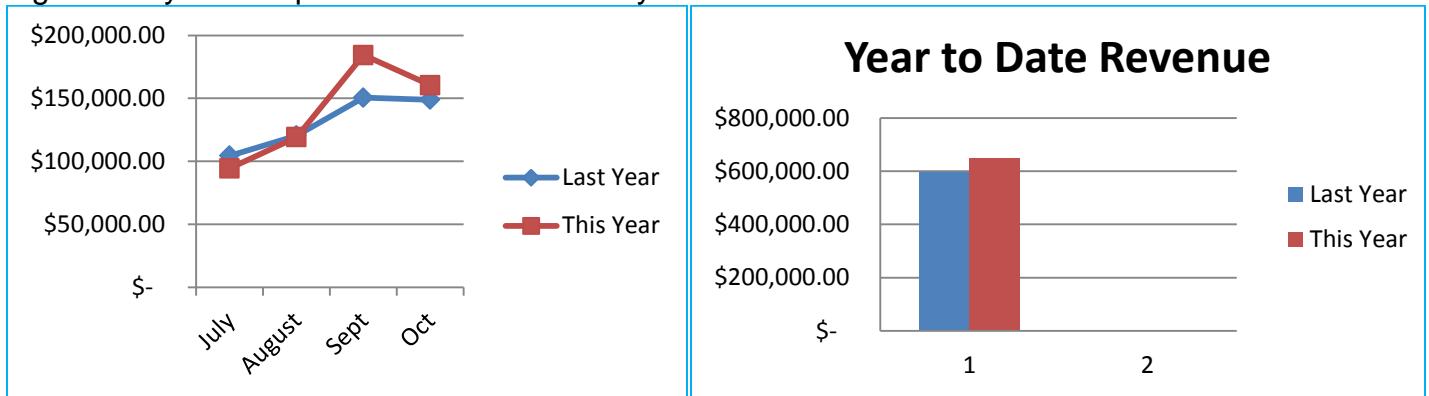 $200,000.00
$150,000.00
$100,000.00
$50,000.00
$-
July
August
Sept
Oct
Last Year
This Year
Year to Date Revenue
$800,000.00
$600,000.00
$400,000.00
$200,000.00
$-
1
2
Last Year
This Year